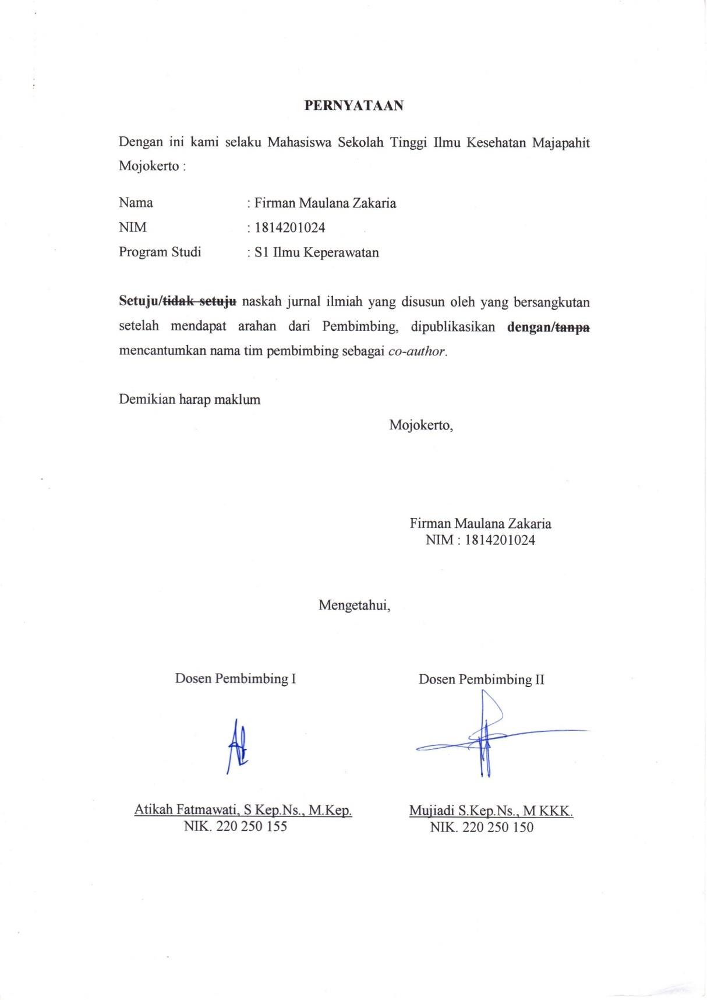 PERNYATAAN
Dengan ini kami selaku Mahasiswa Sekolah Tinggi Ilmu Kesehatan Majapahit
Mojokerto :
Nama : Firman Maulana Zakaria
NIM : 1814201024
Program Studi : S1 Ilmu Keperawatan
Setuju/tidak setuju naskah jurnal ilmiah yang disusun oleh yang bersangkutan
setelah mendapat arahan dari Pembimbing, dipublikasikan dengan/tanpa
mencantumkan nama tim pembimbing sebagai co-author.
Demikian harap maklum
Mojokerto,
Firman Maulana Zakaria
NIM : 1814201024
Mengetahui,
Dosen Pembimbing I Dosen Pembimbing II
Atikah Fatmawati, S Kep.Ns., M.Kep. Mujiadi S.Kep.Ns., M KKK.
NIK. 220 250 155 NIK. 220 250 150